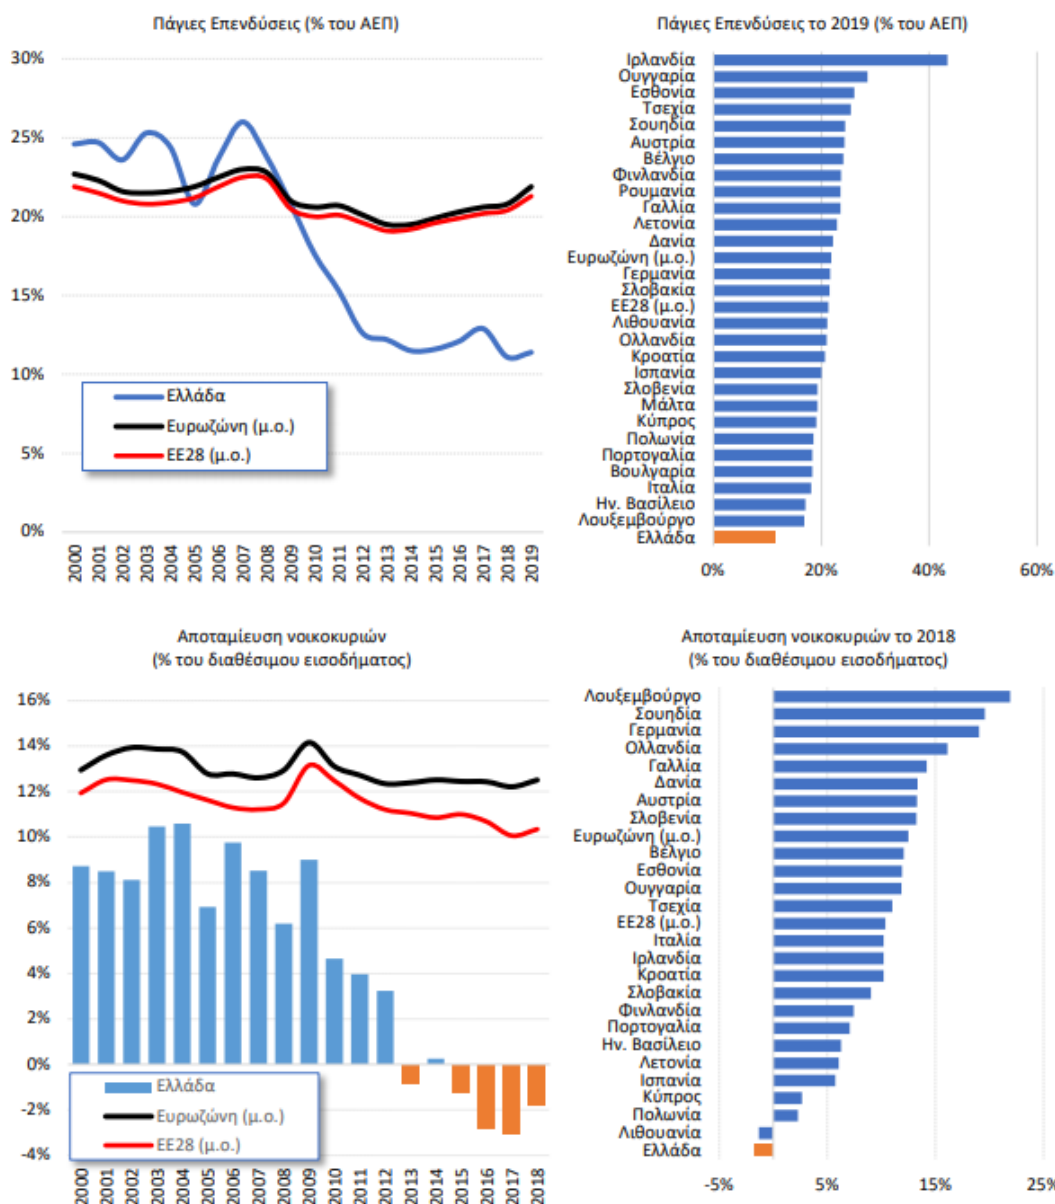 Πάγιες Επενδύσεις (% του ΑΕΠ)
30%
25%
20%
15%
10%
5%
0%
Ελλάδα
Ευρωζώνη (μ.ο.)
ΕΕ28 (μ.ο.)
2000
2001
2002
2003
2004
2005
2006
2007
2008
2009
2010
2011
2012
2013
2014
2015
2016
2017
2018
2019
Πάγιες Επενδύσεις το 2019 (% του ΑΕΠ)
Ιρλανδία
Ουγγαρία
Εσθονία
Τσεχία
Σουηδία
Αυστρία
Βέλγιο
Φινλανδία
Ρουμανία
Γαλλία
Λετονία
Δανία
Ευρωζώνη (μ.ο.)
Γερμανία
Σλοβακία
ΕΕ28 (μ.ο.)
Λιθουανία
Ολλανδία
Κροατία
Ισπανία
Σλοβενία
Μάλτα
Κύπρος
Πολωνία
Πορτογαλία
Βουλγαρία
Ιταλία
Ην. Βασίλειο
Λουξεμβούργο
Ελλάδα
0% 20% 40% 60%
Αποταμίευση νοικοκυριών
(% του διαθέσιμου εισοδήματος)
16%
14%
12%
10%
8%
6%
4%
2%
0%
-2%
-4%
Ελλάδα
Ευρωζώνη (μ.ο.)
ΕΕ28 (μ.ο.)
2000
2001
2002
2003
2004
2005
2006
2007
2008
2009
2010
2011
2012
2013
2014
2015
2016
2017
2018
Αποταμίευση νοικοκυριών το 2018
(% του διαθέσιμου εισοδήματος)
Λουξεμβούργο
Σουηδία
Γερμανία
Ολλανδία
Γαλλία
Δανία
Αυστρία
Σλοβενία
Ευρωζώνη (μ.ο.)
Βέλγιο
Εσθονία
Ουγγαρία
Τσεχία
ΕΕ28 (μ.ο.)
Ιταλία
Ιρλανδία
Κροατία
Σλοβακία
Φινλανδία
Πορτογαλία
Ην. Βασίλειο
Λετονία
Ισπανία
Κύπρος
Πολωνία
Λιθουανία
Ελλάδα
-5% 5% 15% 25%